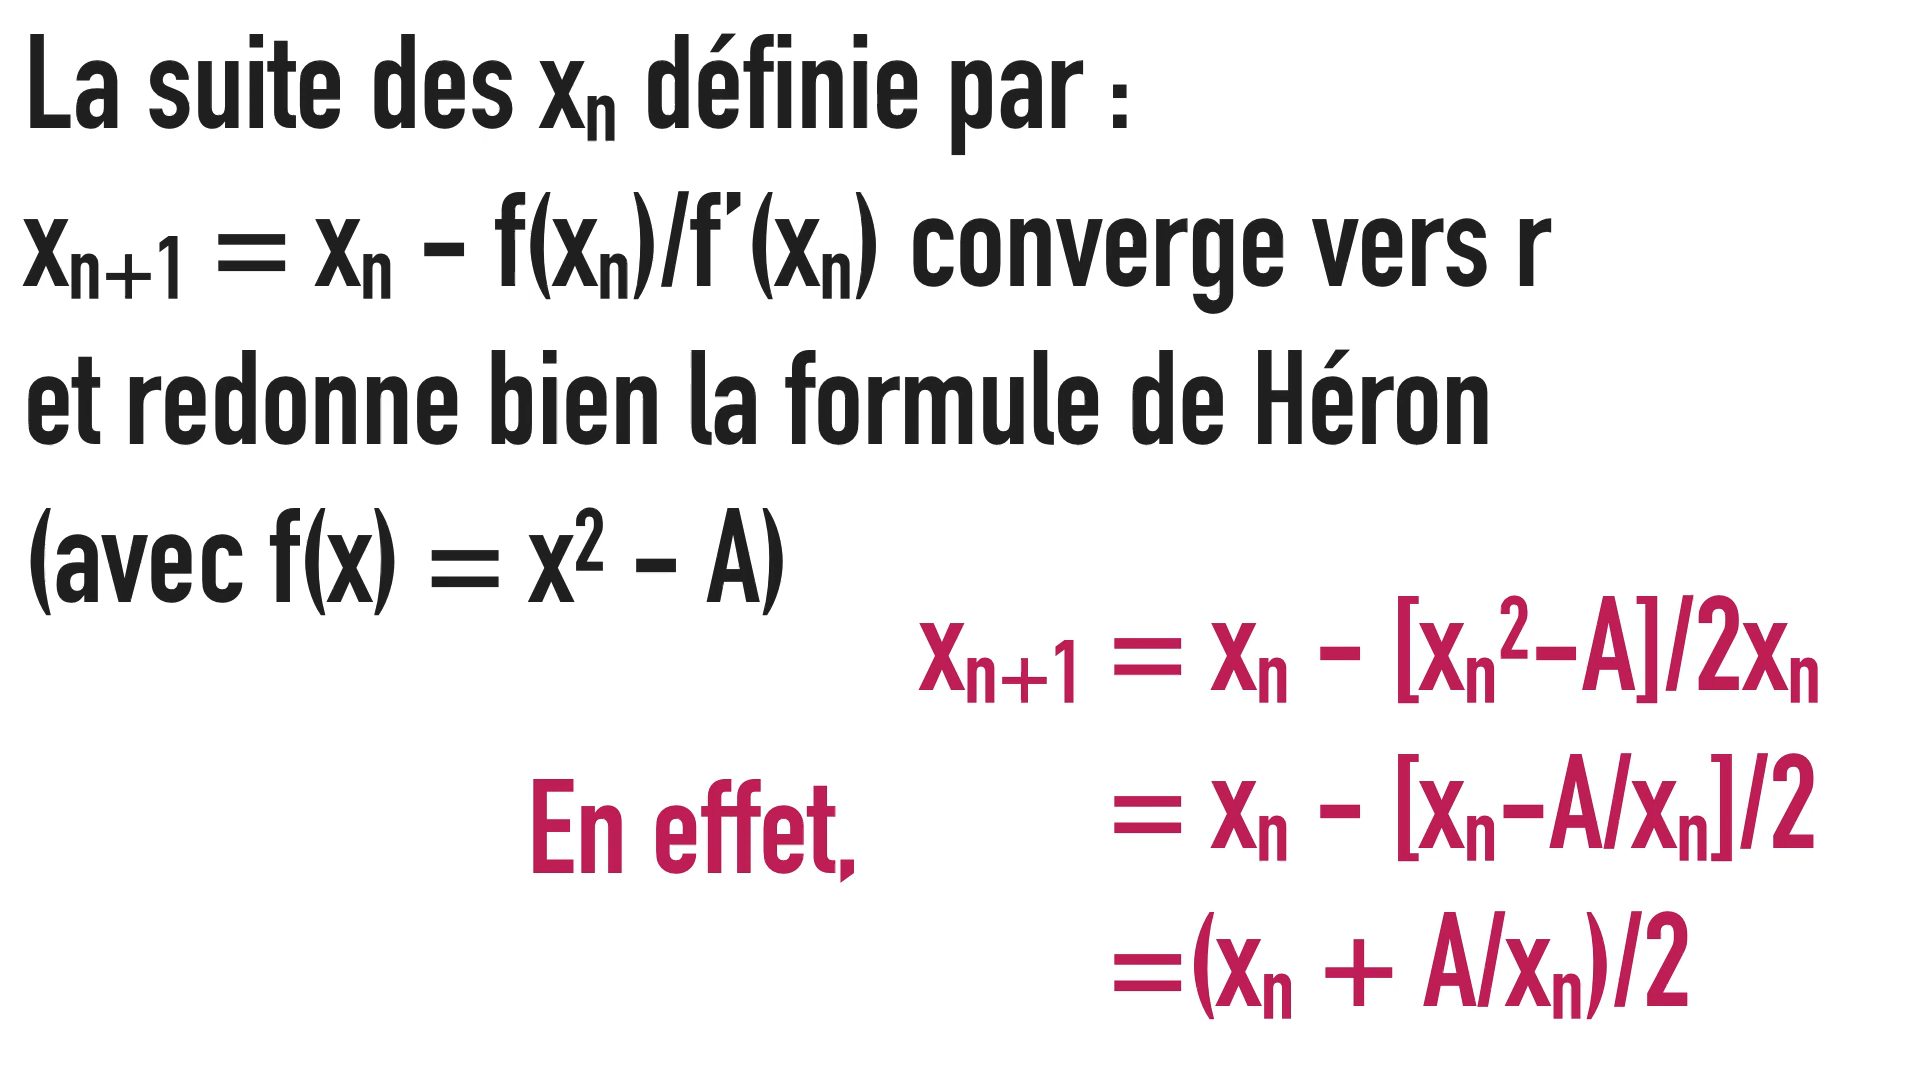 La suite des xₙ définie par :
xₙ₊₁ = xₙ – f(xₙ)/f’(xₙ) converge vers r
et redonne bien la formule de Héron
(avec f(x) = x² – A)
xₙ₊₁ = xₙ – [xₙ²–A]/2xₙ
En effet, = xₙ – [xₙ–A/xₙ]/2
=(xₙ + A/xₙ)/2